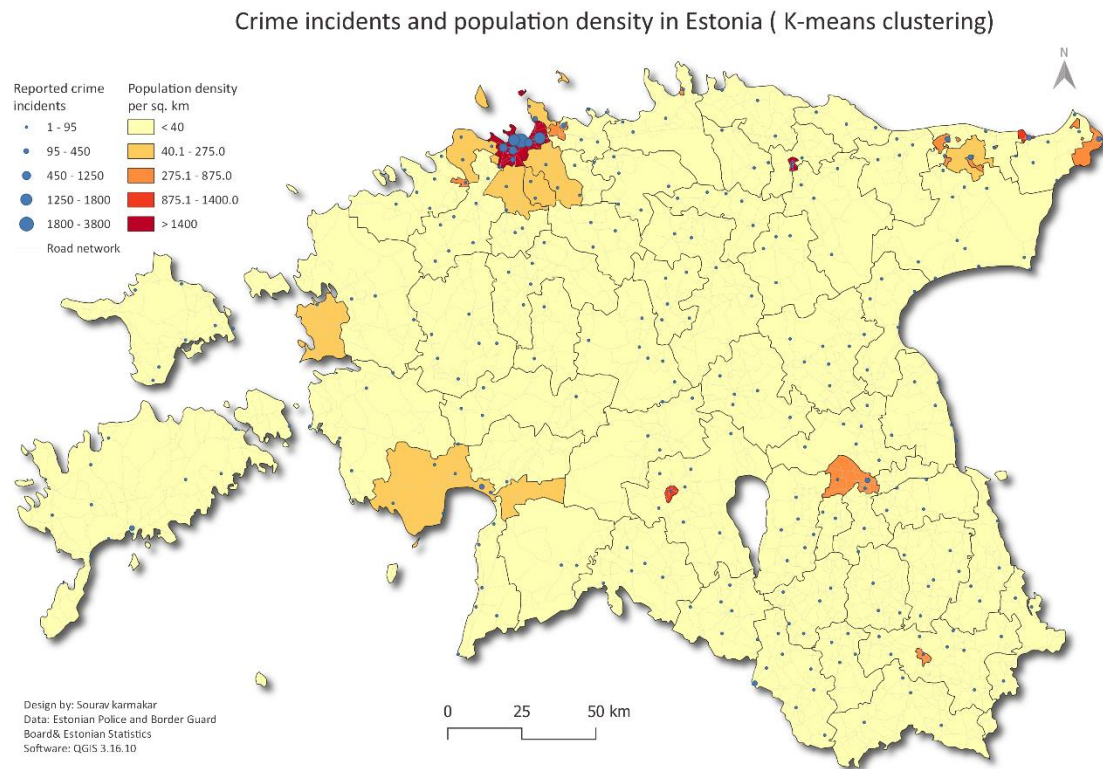 Crime incidents and population density in Estonia ( K-means clustering)
N
Reported crime
incidents
1 - 95
95 - 450
450 - 1250
1250 - 1800
1800 - 3800
Road network
Population density
per sq. km
< 40
40.1 - 275.0
275.1 - 875.0
875.1 - 1400.0
> 1400
Design by: Sourav karmakar
Data: Estonian Police and Border Guard
Board& Estonian Statistics
Software: QGIS 3.16.10
0 25 50 km